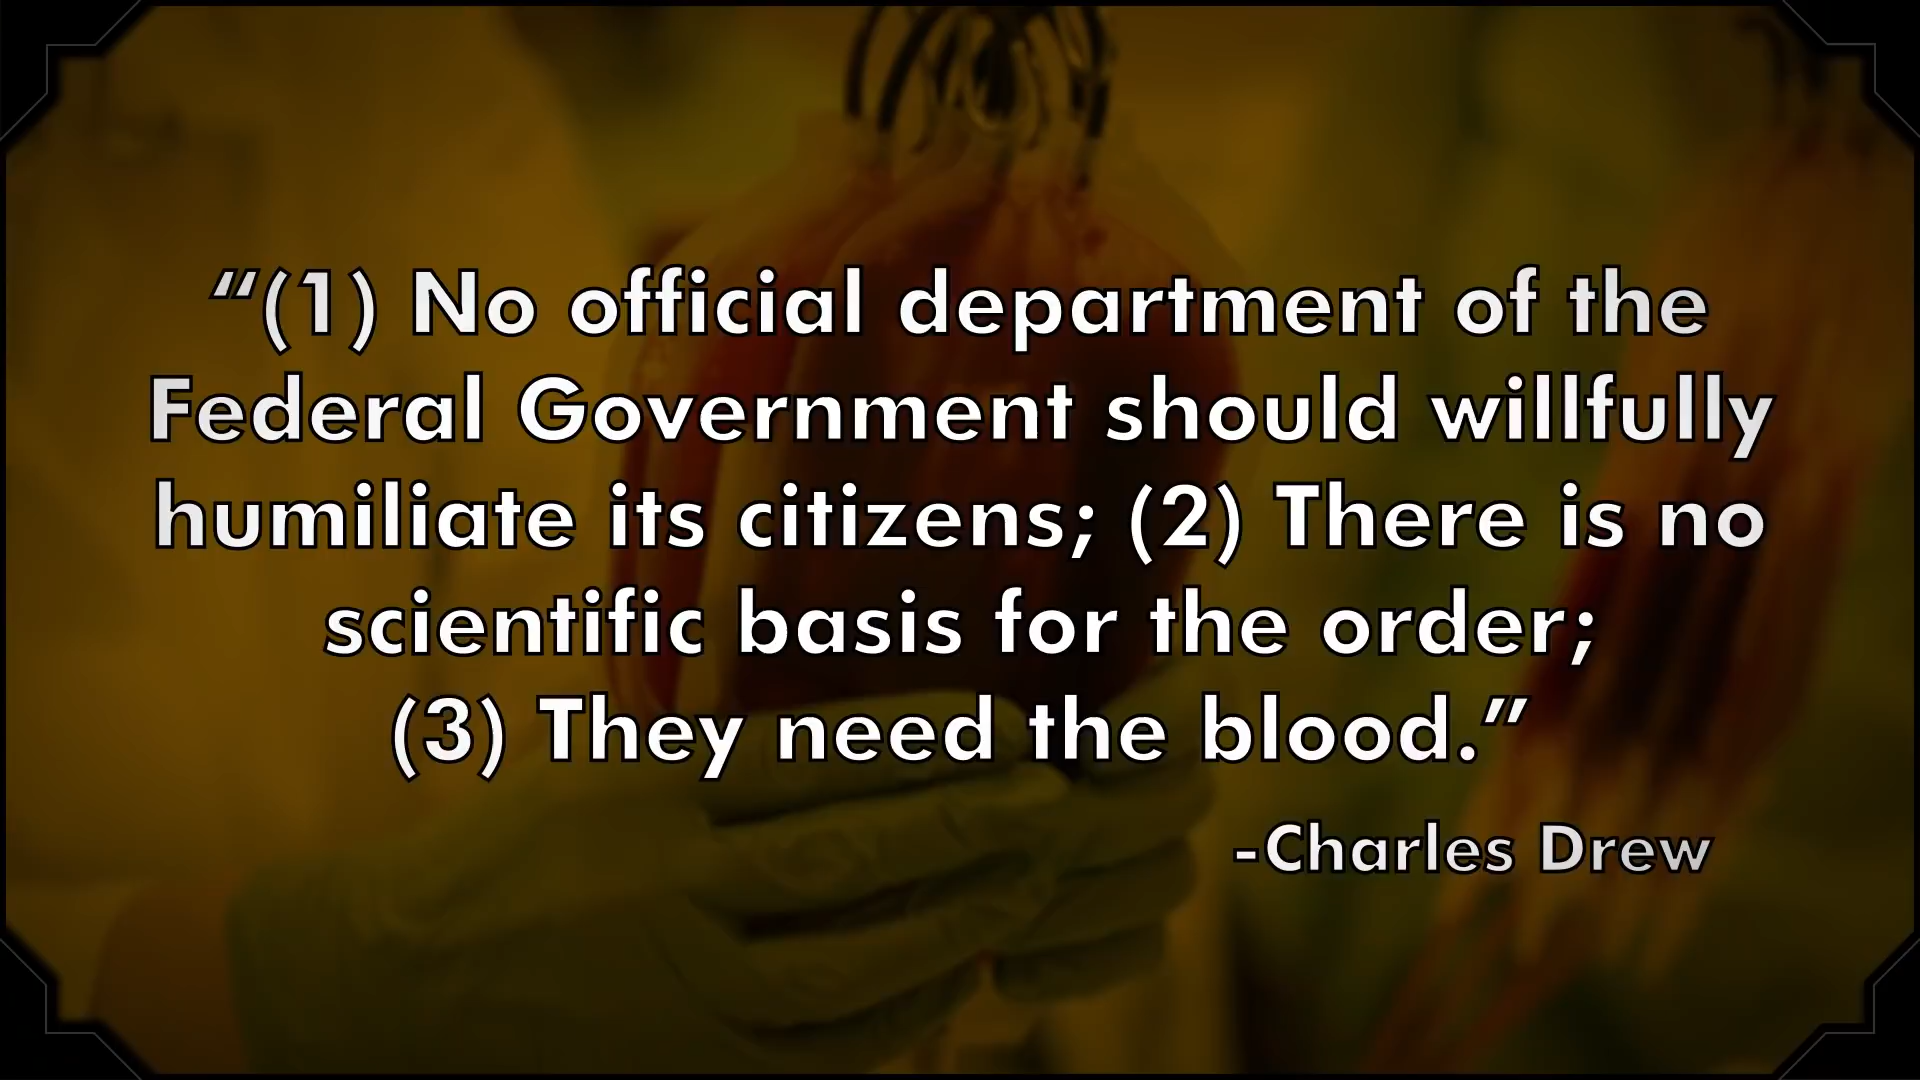 “(1) No official department of the
Federal Government should willfully
humiliate its citizens; (2) There is no
scientific basis for the order;
(3) They need the blood.”
-Charles Drew